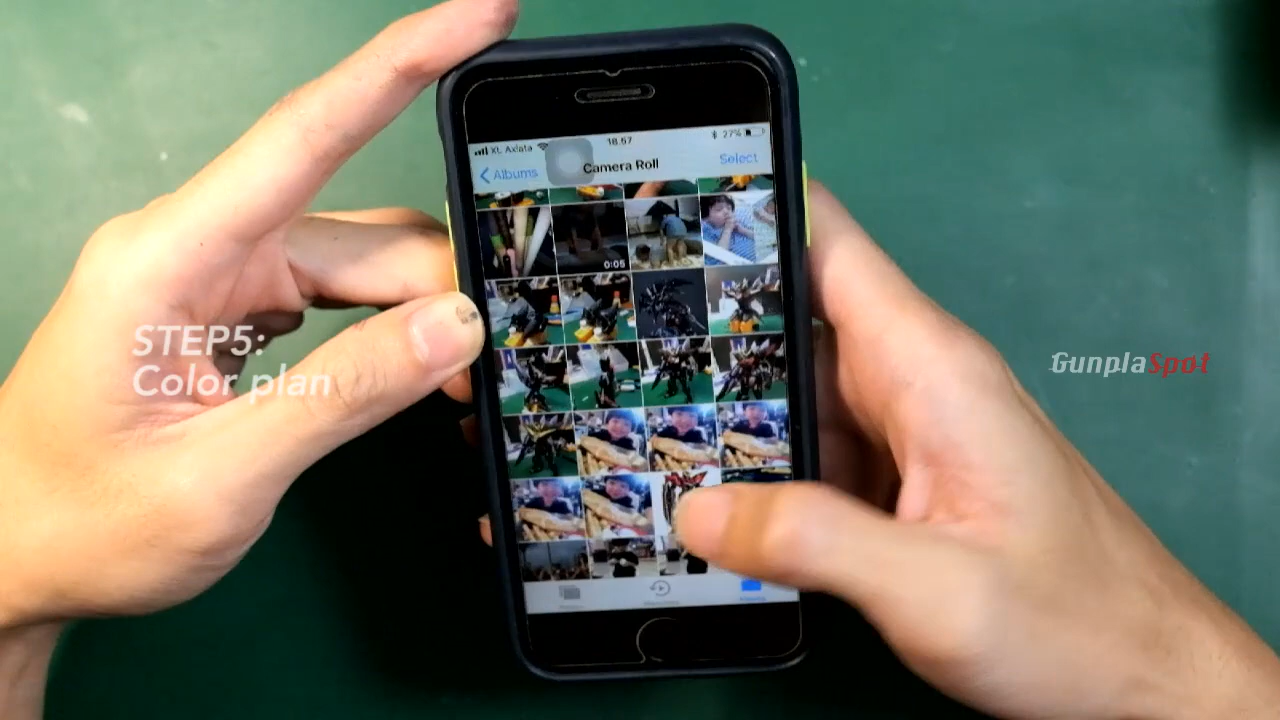 XL Axiata
18.57
27%
Albums
Camera Roll
Select
0:05
STEP5:
Color plan
GunplaSpot